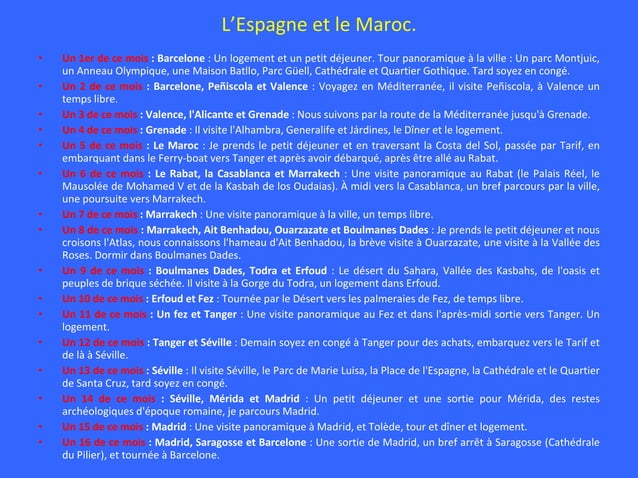 L’Espagne et le Maroc.
• Un 1er de ce mois : Barcelone : Un logement et un petit déjeuner. Tour panoramique à la ville : Un parc Montjuic,
un Anneau Olympique, une Maison Batllo, Parc Güell, Cathédrale et Quartier Gothique. Tard soyez en congé.
• Un 2 de ce mois : Barcelone, Peñiscola et Valence : Voyagez en Méditerranée, il visite Peñiscola, à Valence un
temps libre.
• Un 3 de ce mois : Valence, l'Alicante et Grenade : Nous suivons par la route de la Méditerranée jusqu'à Grenade.
• Un 4 de ce mois : Grenade : Il visite l'Alhambra, Generalife et Járdines, le Dîner et le logement.
• Un 5 de ce mois : Le Maroc : Je prends le petit déjeuner et en traversant la Costa del Sol, passée par Tarif, en
embarquant dans le Ferry-boat vers Tanger et après avoir débarqué, après être allé au Rabat.
• Un 6 de ce mois : Le Rabat, la Casablanca et Marrakech : Une visite panoramique au Rabat (le Palais Réel, le
Mausolée de Mohamed V et de la Kasbah de los Oudaias). À midi vers la Casablanca, un bref parcours par la ville,
une poursuite vers Marrakech.
• Un 7 de ce mois : Marrakech : Une visite panoramique à la ville, un temps libre.
• Un 8 de ce mois : Marrakech, Ait Benhadou, Ouarzazate et Boulmanes Dades : Je prends le petit déjeuner et nous
croisons l'Atlas, nous connaissons l'hameau d'Ait Benhadou, la brève visite à Ouarzazate, une visite à la Vallée des
Roses. Dormir dans Boulmanes Dades.
• Un 9 de ce mois : Boulmanes Dades, Todra et Erfoud : Le désert du Sahara, Vallée des Kasbahs, de l'oasis et
peuples de brique séchée. Il visite à la Gorge du Todra, un logement dans Erfoud.
• Un 10 de ce mois : Erfoud et Fez : Tournée par le Désert vers les palmeraies de Fez, de temps libre.
• Un 11 de ce mois : Un fez et Tanger : Une visite panoramique au Fez et dans l'après-midi sortie vers Tanger. Un
logement.
• Un 12 de ce mois : Tanger et Séville : Demain soyez en congé à Tanger pour des achats, embarquez vers le Tarif et
de là à Séville.
• Un 13 de ce mois : Séville : Il visite Séville, le Parc de Marie Luisa, la Place de l'Espagne, la Cathédrale et le Quartier
de Santa Cruz, tard soyez en congé.
• Un 14 de ce mois : Séville, Mérida et Madrid : Un petit déjeuner et une sortie pour Mérida, des restes
archéologiques d'époque romaine, je parcours Madrid.
• Un 15 de ce mois : Madrid : Une visite panoramique à Madrid, et Tolède, tour et dîner et logement.
• Un 16 de ce mois : Madrid, Saragosse et Barcelone : Une sortie de Madrid, un bref arrêt à Saragosse (Cathédrale
du Pilier), et tournée à Barcelone.